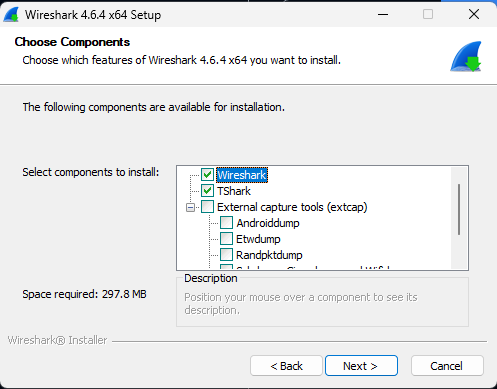 Wireshark 4.6.4 x64 Setup
Choose Components
Choose which features of Wireshark 4.6.4 x64 you want to install.
The following components are available for installation.
Select components to install:
Wireshark
TShark
External capture tools (extcap)
Androiddump
Etwdump
Randpktdump
Space required: 297.8 MB
Description
Position your mouse over a component to see its
description.
Wireshark® Installer
< Back
Next >
Cancel